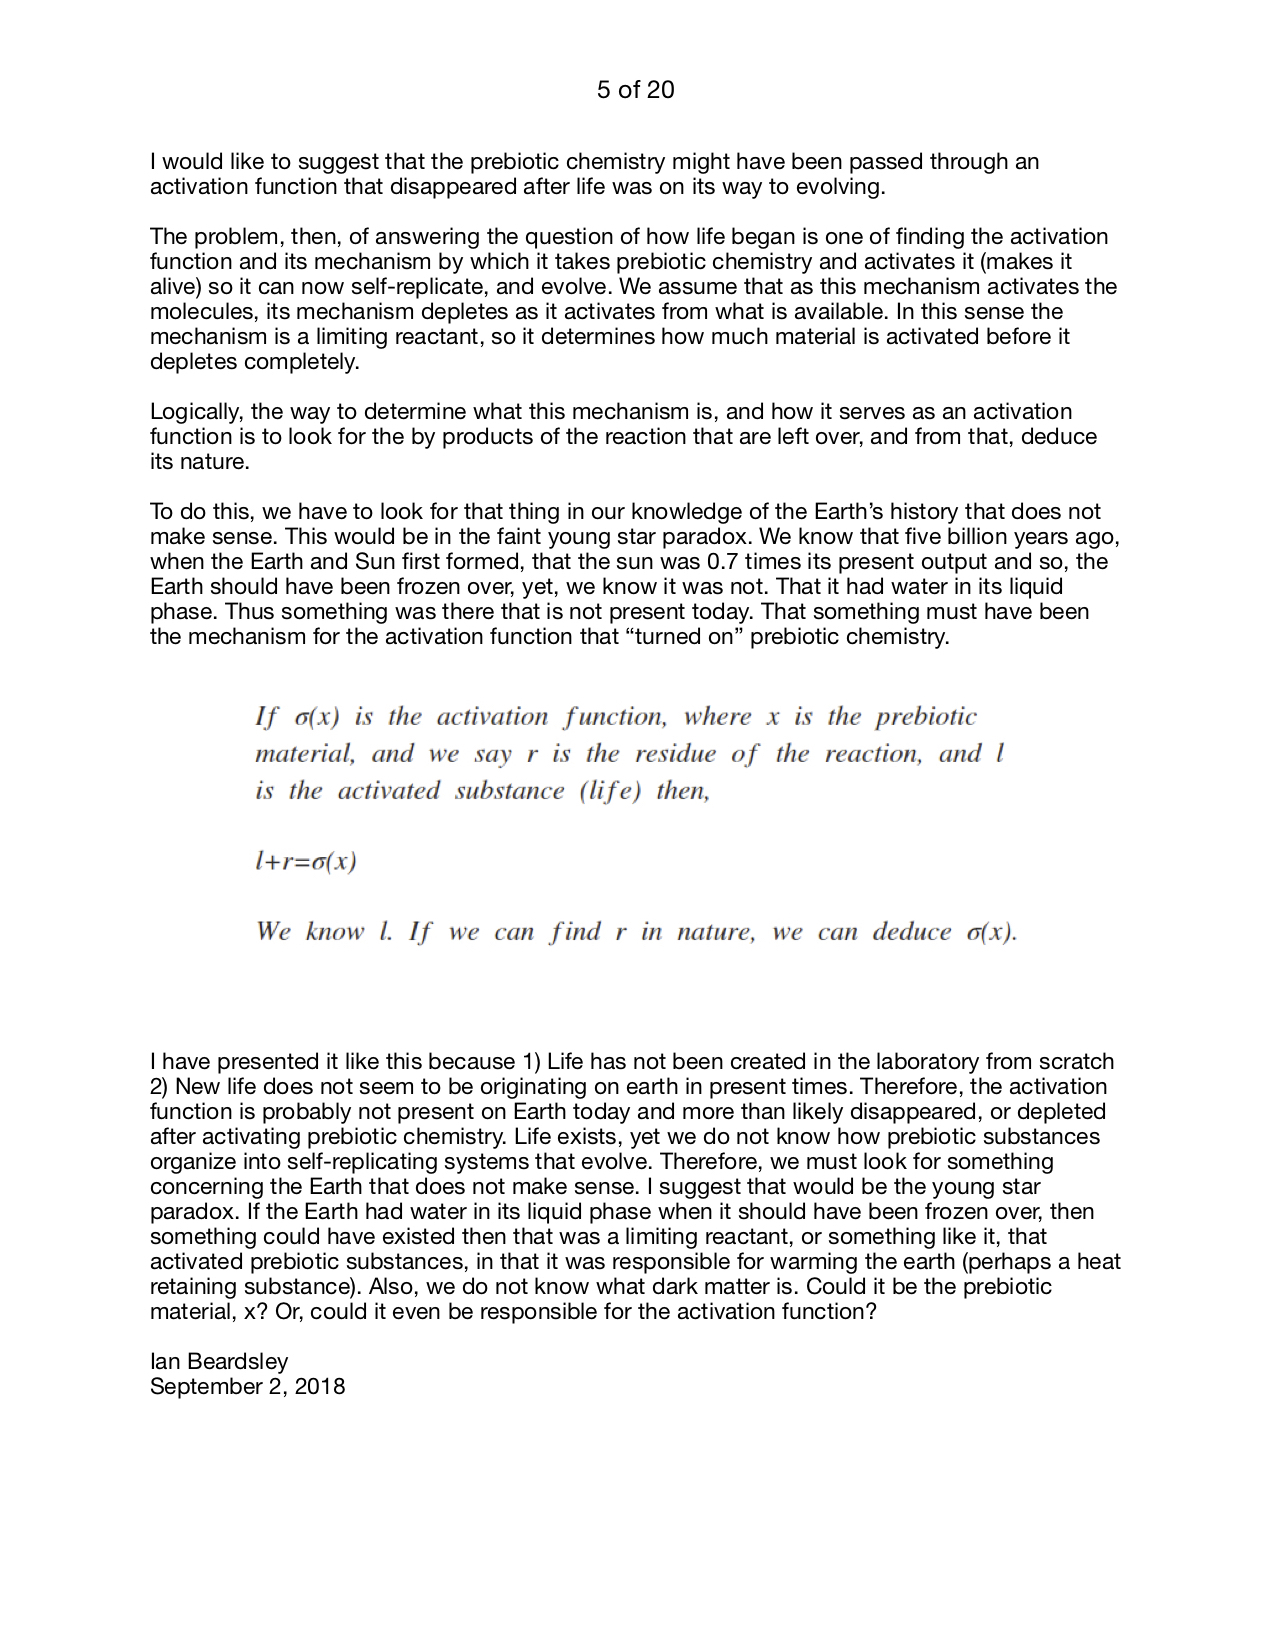 5 of 20
I would like to suggest that the prebiotic chemistry might have been passed through an
activation function that disappeared after life was on its way to evolving.
The problem, then, of answering the question of how life began is one of finding the activation
function and its mechanism by which it takes prebiotic chemistry and activates it (makes it
alive) so it can now self-replicate, and evolve. We assume that as this mechanism activates the
molecules, its mechanism depletes as it activates from what is available. In this sense the
mechanism is a limiting reactant, so it determines how much material is activated before it
depletes completely.
Logically, the way to determine what this mechanism is, and how it serves as an activation
function is to look for the by products of the reaction that are left over, and from that, deduce
its nature.
To do this, we have to look for that thing in our knowledge of the Earth’s history that does not
make sense. This would be in the faint young star paradox. We know that five billion years ago,
when the Earth and Sun first formed, that the sun was 0.7 times its present output and so, the
Earth should have been frozen over, yet, we know it was not. That it had water in its liquid
phase. Thus something was there that is not present today. That something must have been
the mechanism for the activation function that “turned on” prebiotic chemistry.
If σ(x) is the activation function, where x is the prebiotic
material, and we say r is the residue of the reaction, and l
is the activated substance (life) then,
l+r=σ(x)
We know l. If we can find r in nature, we can deduce σ(x).
I have presented it like this because 1) Life has not been created in the laboratory from scratch
2) New life does not seem to be originating on earth in present times. Therefore, the activation
function is probably not present on Earth today and more than likely disappeared, or depleted
after activating prebiotic chemistry. Life exists, yet we do not know how prebiotic substances
organize into self-replicating systems that evolve. Therefore, we must look for something
concerning the Earth that does not make sense. I suggest that would be the young star
paradox. If the Earth had water in its liquid phase when it should have been frozen over, then
something could have existed then that was a limiting reactant, or something like it, that
activated prebiotic substances, in that it was responsible for warming the earth (perhaps a heat
retaining substance). Also, we do not know what dark matter is. Could it be the prebiotic
material, x? Or, could it even be responsible for the activation function?
Ian Beardsley
September 2, 2018